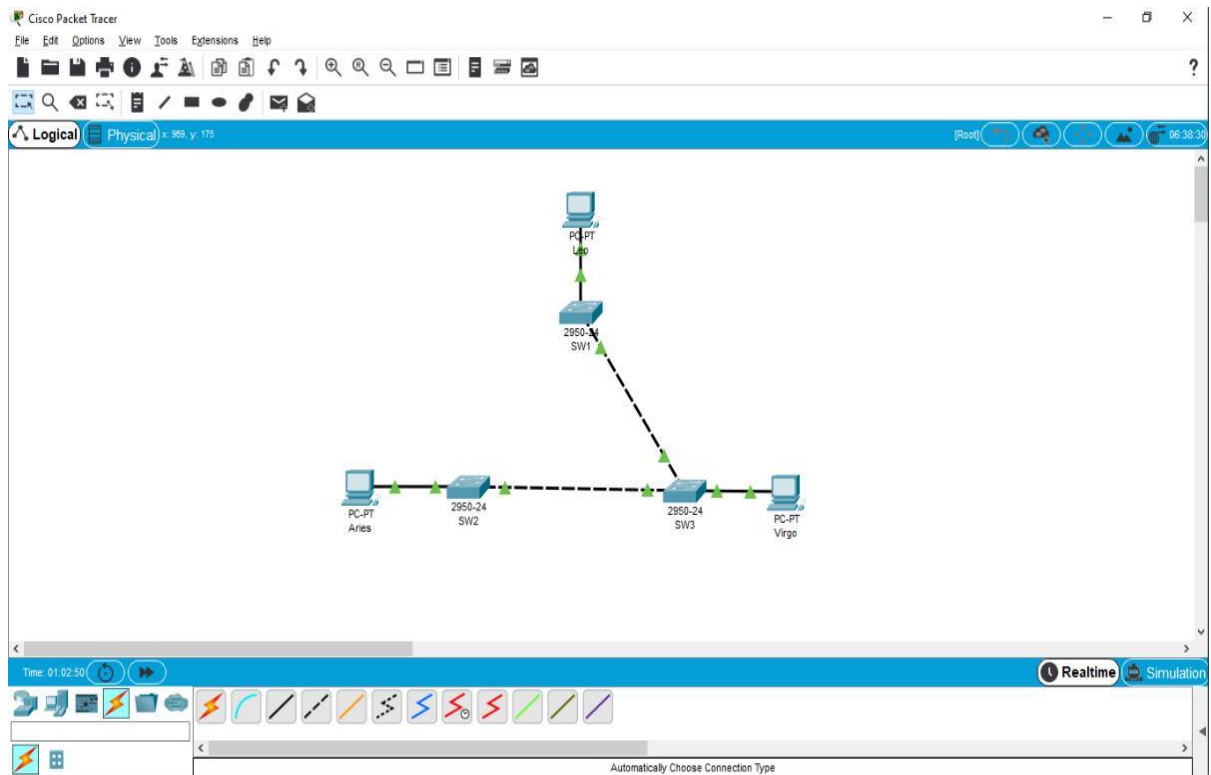 Cisco Packet Tracer
File Edit Options View Tools Extensions Help
?
Logical Physical x: 969, y: 175 [Root] 06:38:30
PC-PT
Leo
2950-24
SW1
PC-PT
Aries
2950-24
SW2
2950-24
SW3
PC-PT
Virgo
Time: 01:02:50 Realtime Simulation
Automatically Choose Connection Type